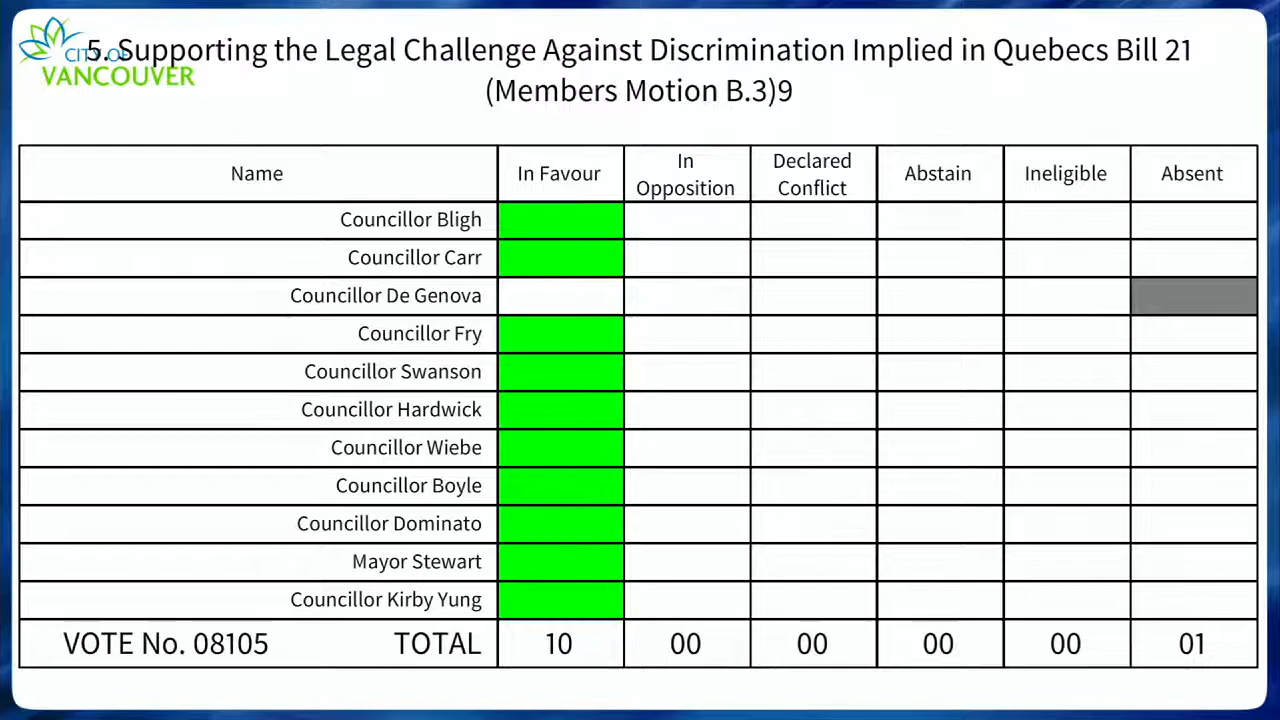 CITY OF
VANCOUVER
5. Supporting the Legal Challenge Against Discrimination Implied in Quebecs Bill 21
(Members Motion B.3)9
Name In Favour In Opposition Declared Conflict Abstain Ineligible Absent
Councillor Bligh
Councillor Carr
Councillor De Genova
Councillor Fry
Councillor Swanson
Councillor Hardwick
Councillor Wiebe
Councillor Boyle
Councillor Dominato
Mayor Stewart
Councillor Kirby Yung
VOTE No. 08105 TOTAL 10 00 00 00 00 01